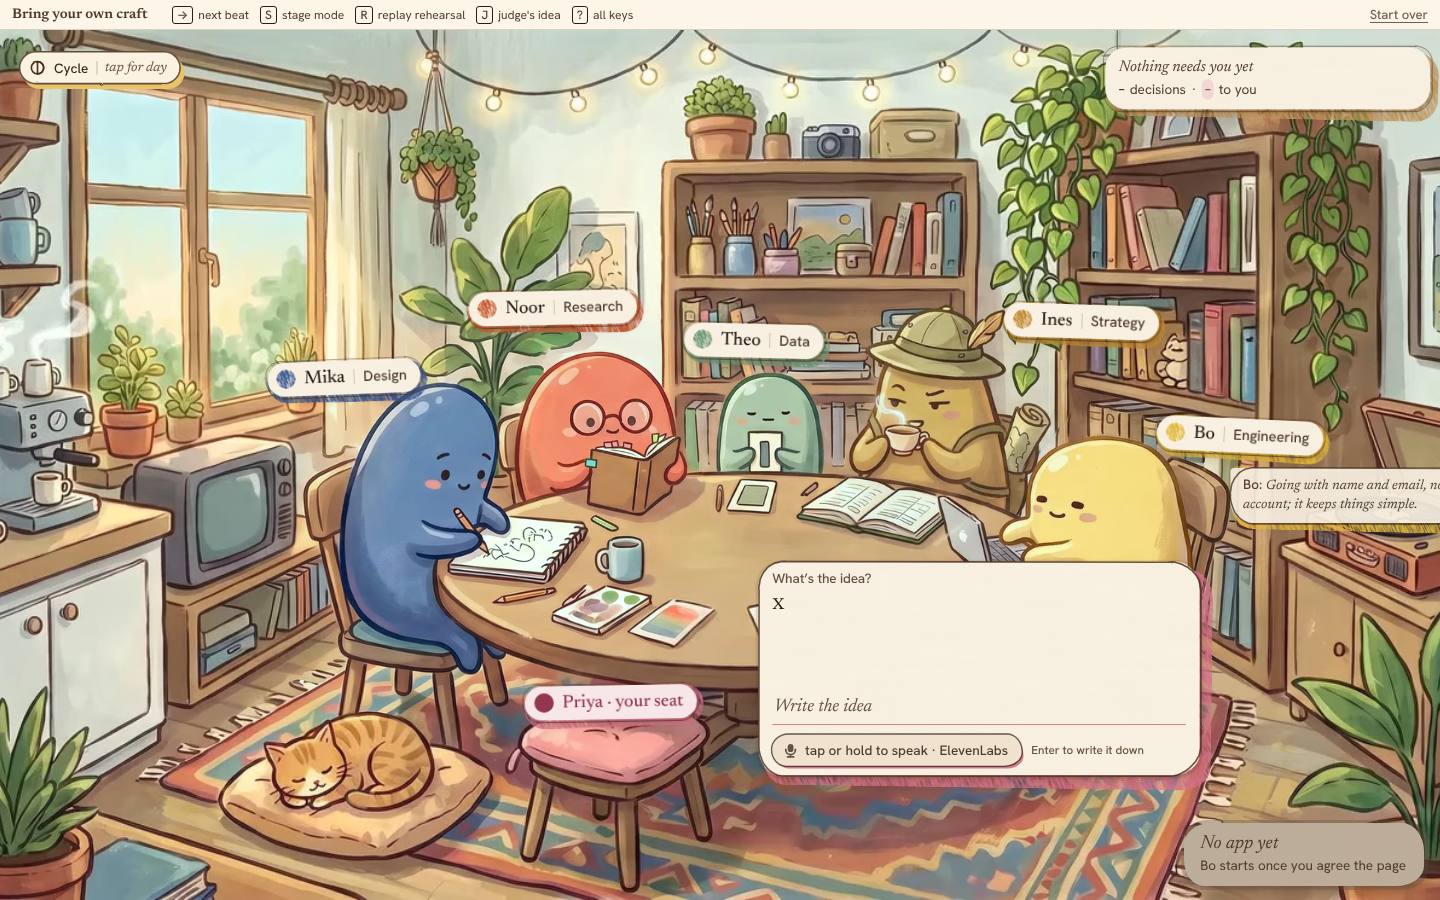 Bring your own craft
→ next beat S stage mode R replay rehearsal J judge's idea ? all keys
Start over
Cycle | tap for day
Nothing needs you yet
– decisions · – to you
Noor | Research
Ines | Strategy
Theo | Data
Mika | Design
Bo | Engineering
Bo: Going with name and email, no
account; it keeps things simple.
What's the idea?
X
Write the idea
tap or hold to speak · ElevenLabs Enter to write it down
Priya · your seat
No app yet
Bo starts once you agree the page